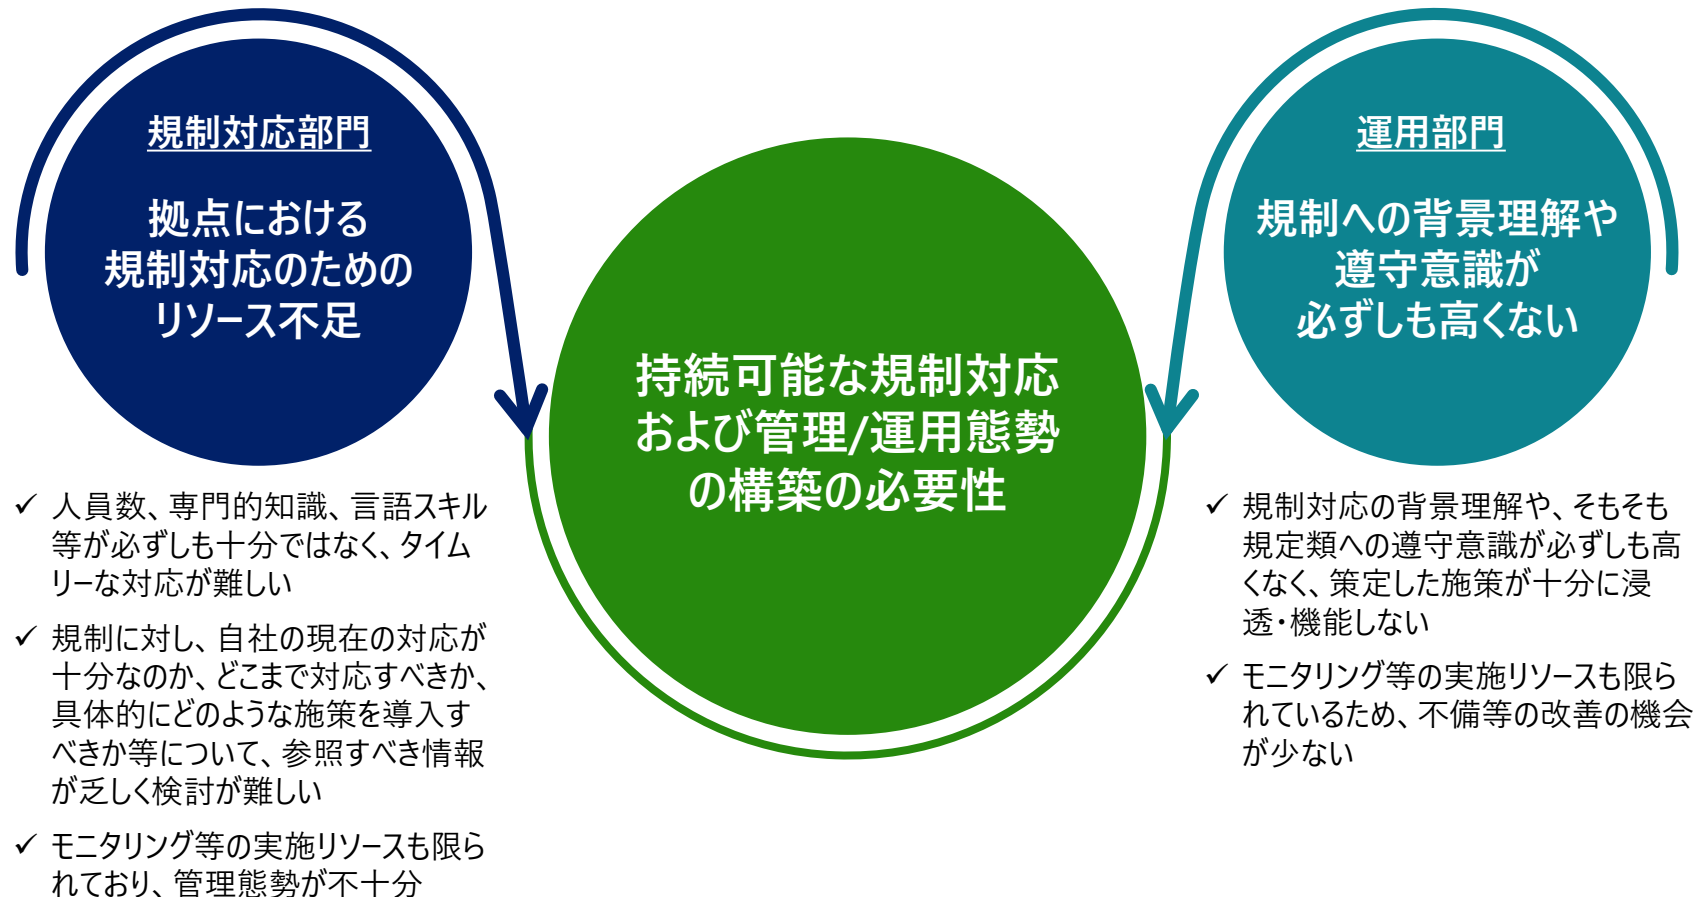 規制対応部門
拠点における
規制対応のための
リソース不足
✓ 人員数、専門的知識、言語スキル
等が必ずしも十分ではなく、タイム
リーな対応が難しい
✓ 規制に対し、自社の現在の対応が
十分なのか、どこまで対応すべきか、
具体的にどのような施策を導入す
べきか等について、参照すべき情報
が乏しく検討が難しい
✓ モニタリング等の実施リソースも限ら
れており、管理態勢が不十分
持続可能な規制対応
および管理/運用態勢
の構築の必要性
運用部門
規制への背景理解や
遵守意識が
必ずしも高くない
✓ 規制対応の背景理解や、そもそも
規定類への遵守意識が必ずしも高
くなく、策定した施策が十分に浸
透・機能しない
✓ モニタリング等の実施リソースも限ら
れているため、不備等の改善の機会
が少ない